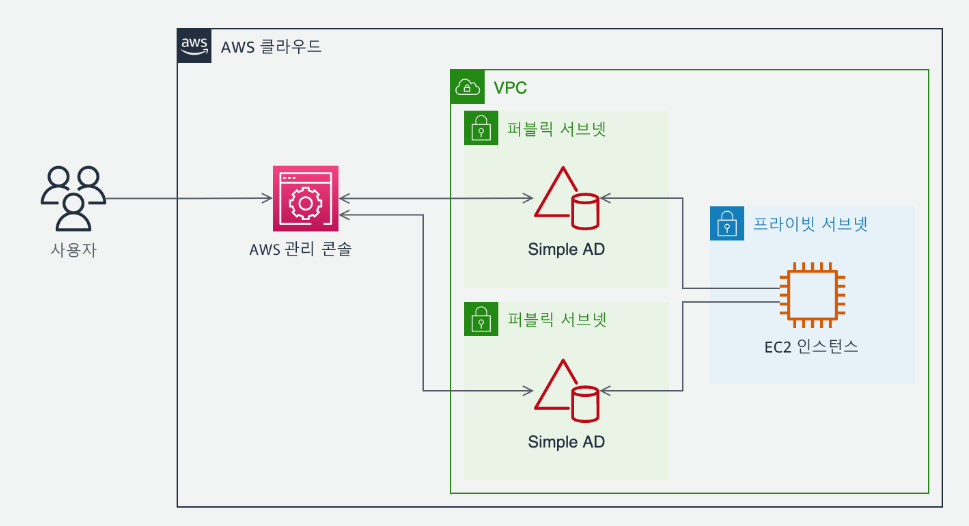 aws
AWS 클라우드
VPC
퍼블릭 서브넷
Simple AD
사용자
AWS 관리 콘솔
프라이빗 서브넷
EC2 인스턴스
퍼블릭 서브넷
Simple AD